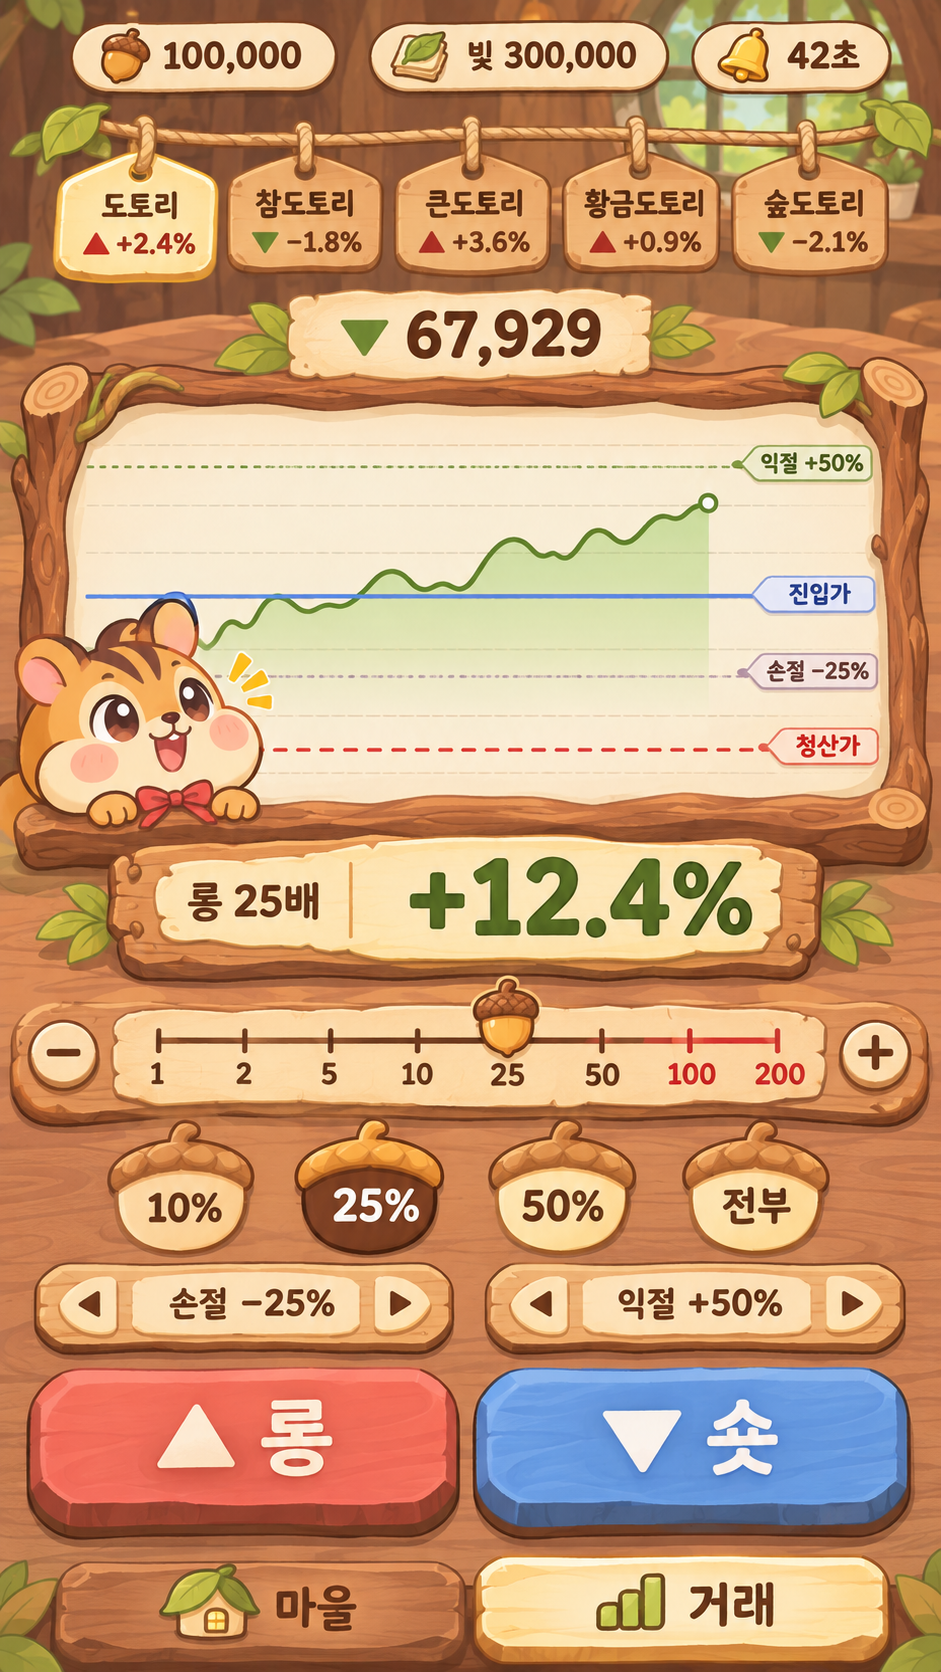 100,000
빚 300,000
42초
도토리
▲ +2.4%
참도토리
▼ −1.8%
큰도토리
▲ +3.6%
황금도토리
▲ +0.9%
숲도토리
▼ −2.1%
▼ 67,929
익절 +50%
진입가
손절 −25%
청산가
롱 25배
+12.4%
− +
1 2 5 10 25 50 100 200
10% 25% 50% 전부
◀ 손절 −25% ▶
◀ 익절 +50% ▶
▲ 롱
▼ 숏
마을
거래